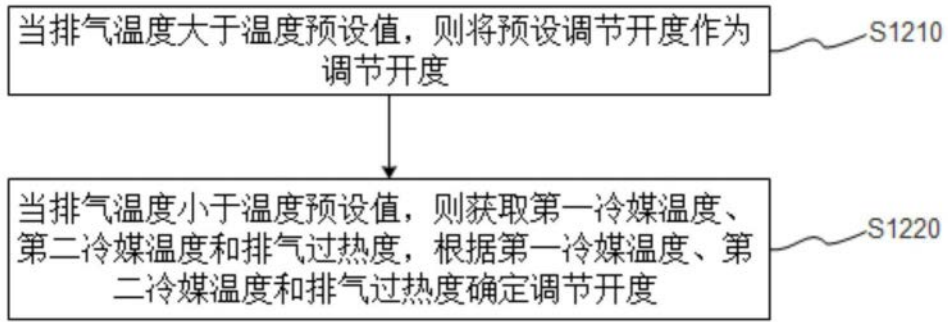 当排气温度大于温度预设值，则将预设调节开度作为
调节开度
S1210
当排气温度小于温度预设值，则获取第一冷媒温度、
第二冷媒温度和排气过热度，根据第一冷媒温度、第
二冷媒温度和排气过热度确定调节开度
S1220